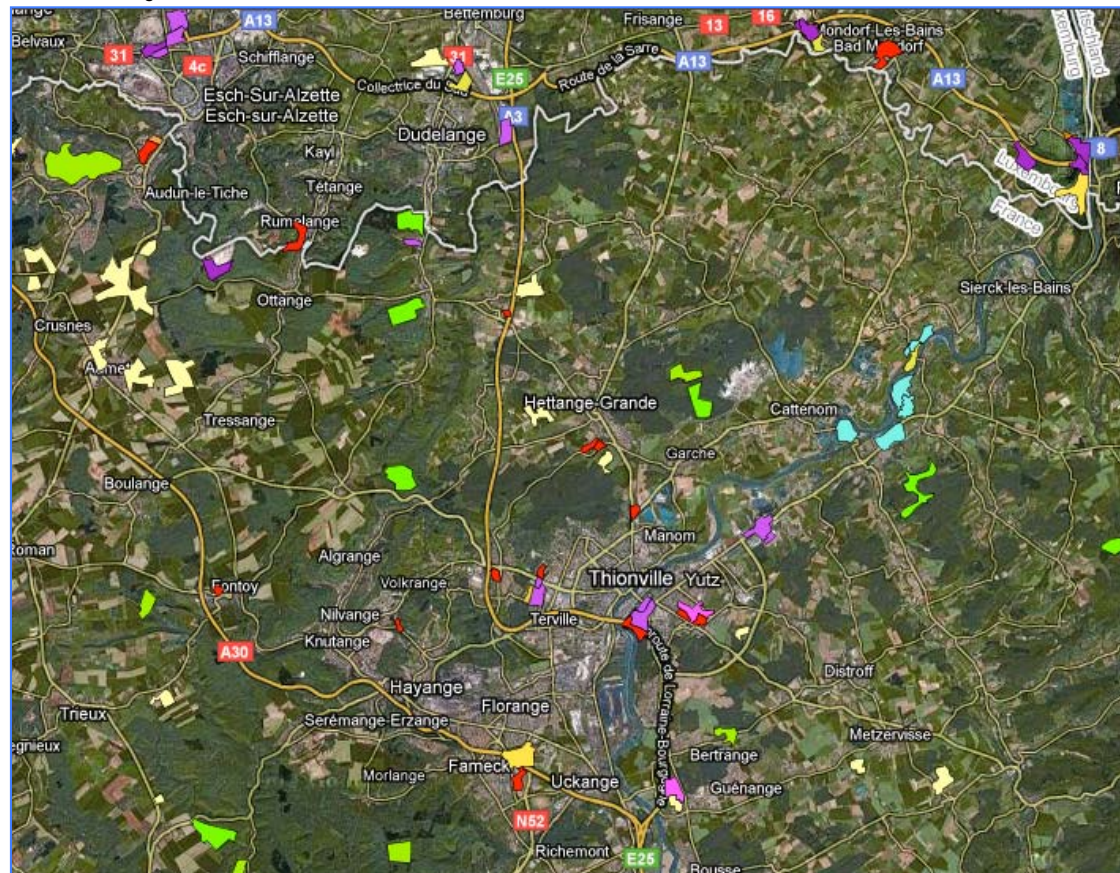 Bettemburg
Frisange
16
13
A13
Belvaux
31
4c
Schifflange
31
Mondorf-Les-Bains
Bad Mondorf
E25
Route de la Sarre
A13
A13
Collectrice du Sud
Esch-Sur-Alzette
Esch-sur-Alzette
A3
Dudelange
8
Kayl
Luxembourg
France
Tétange
Audun-le-Tiche
Rumelange
Sierck-les-Bains
Ottange
Crusnes
Hettange-Grande
Cattenom
Tressange
Garche
Boulange
Manom
Algrange
Volkrange
Thionville
Yutz
Fontoy
Nilvange
Terville
Knutange
A30
route de Lorraine-Bourgogne
Distroff
Hayange
Florange
Trieux
Serémange-Erzange
Metzervisse
Bertrange
Fameck
Morlange
Uckange
Guénange
N52
Richemont
E25
Bousse